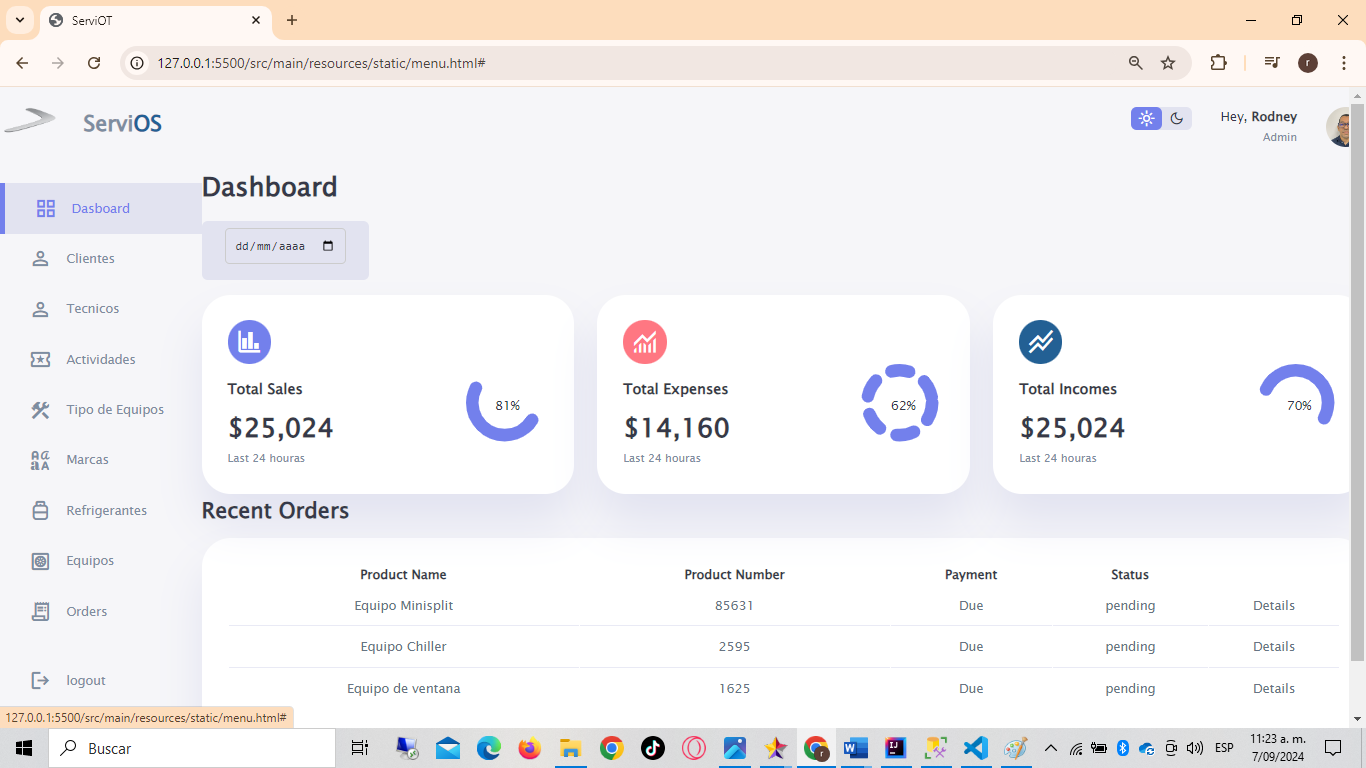 ServiOT
127.0.0.1:5500/src/main/resources/static/menu.html#
r
ServiOS
Hey, Rodney
Admin
Dasboard
Clientes
Tecnicos
Actividades
Tipo de Equipos
Marcas
Refrigerantes
Equipos
Orders
logout
Dashboard
dd/mm/aaaa
Total Sales
$25,024
Last 24 houras
81%
Total Expenses
$14,160
Last 24 houras
62%
Total Incomes
$25,024
Last 24 houras
70%
Recent Orders
Product Name Product Number Payment Status
Equipo Minisplit 85631 Due pending Details
Equipo Chiller 2595 Due pending Details
Equipo de ventana 1625 Due pending Details
127.0.0.1:5500/src/main/resources/static/menu.html#
Buscar
ESP
11:23 a. m.
7/09/2024